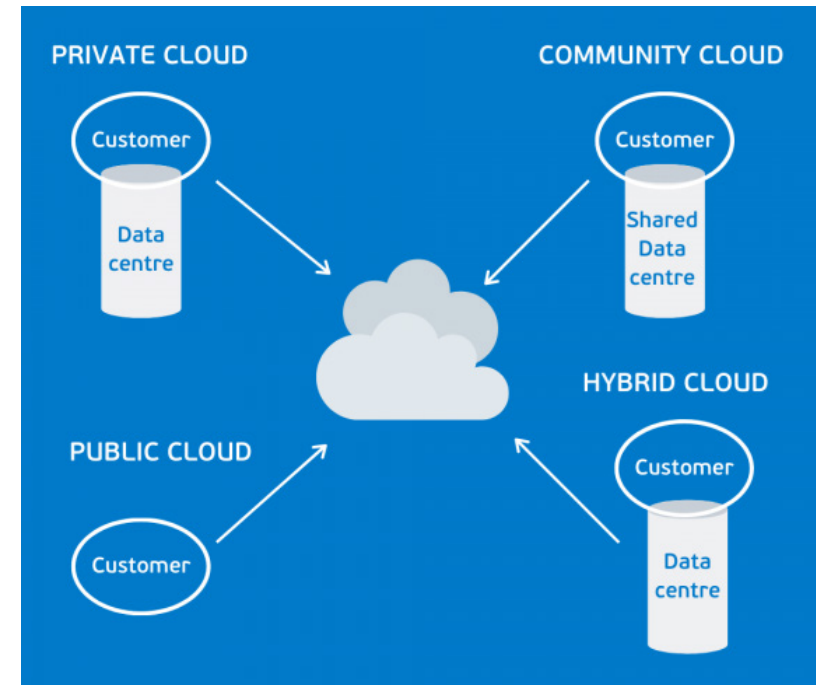 PRIVATE CLOUD
Customer
Data
centre
COMMUNITY CLOUD
Customer
Shared
Data
centre
PUBLIC CLOUD
Customer
HYBRID CLOUD
Customer
Data
centre